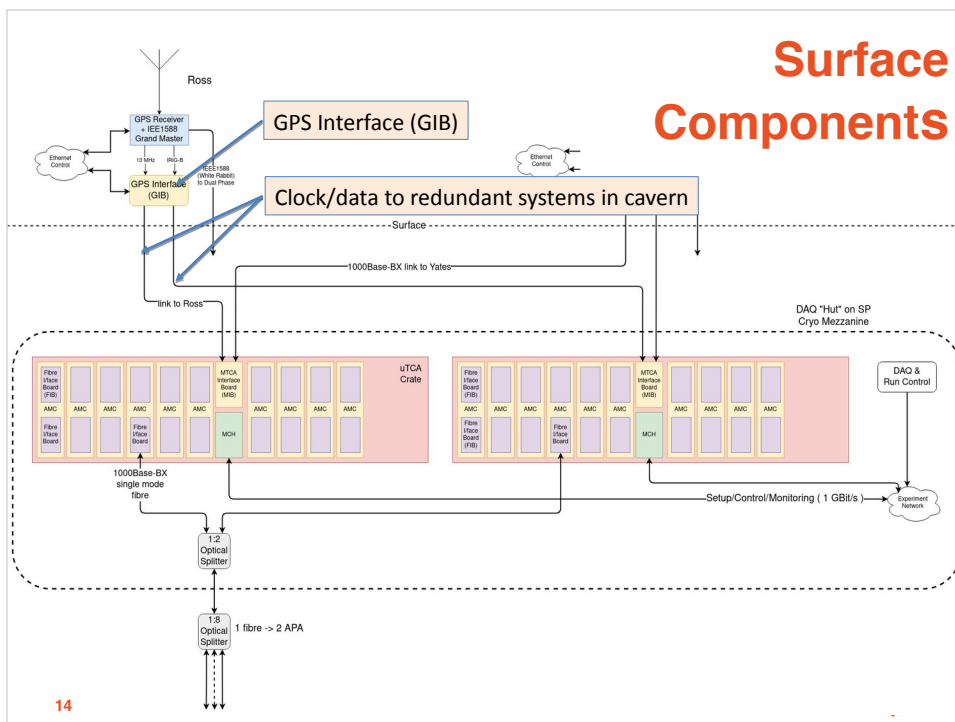 Surface
Components
Ross
GPS Receiver
+ IEE1588
Grand Master
Ethernet
Control
10 MHz
IRIG-B
IEEE1588
(White Rabbit)
to Dual Phase
GPS Interface
(GIB)
GPS Interface (GIB)
Ethernet
Control
Clock/data to redundant systems in cavern
Surface
1000Base-BX link to Yates
link to Ross
DAQ "Hut" on SP
Cryo Mezzanine
uTCA
Crate
Fibre
I/face
Board
(FIB)
MTCA
Interface
Board
(MIB)
AMC
AMC
AMC
AMC
AMC
AMC
AMC
AMC
AMC
Fibre
I/face
Board
Fibre
I/face
Board
MCH
Fibre
I/face
Board
(FIB)
MTCA
Interface
Board
(MIB)
AMC
AMC
AMC
AMC
AMC
AMC
AMC
AMC
AMC
Fibre
I/face
Board
(FIB)
Fibre
I/face
Board
MCH
DAQ &
Run Control
1000Base-BX
single mode
fibre
Setup/Control/Monitoring ( 1 GBit/s )
Experiment
Network
1:2
Optical
Splitter
1:8
Optical
Splitter
1 fibre -> 2 APA
14